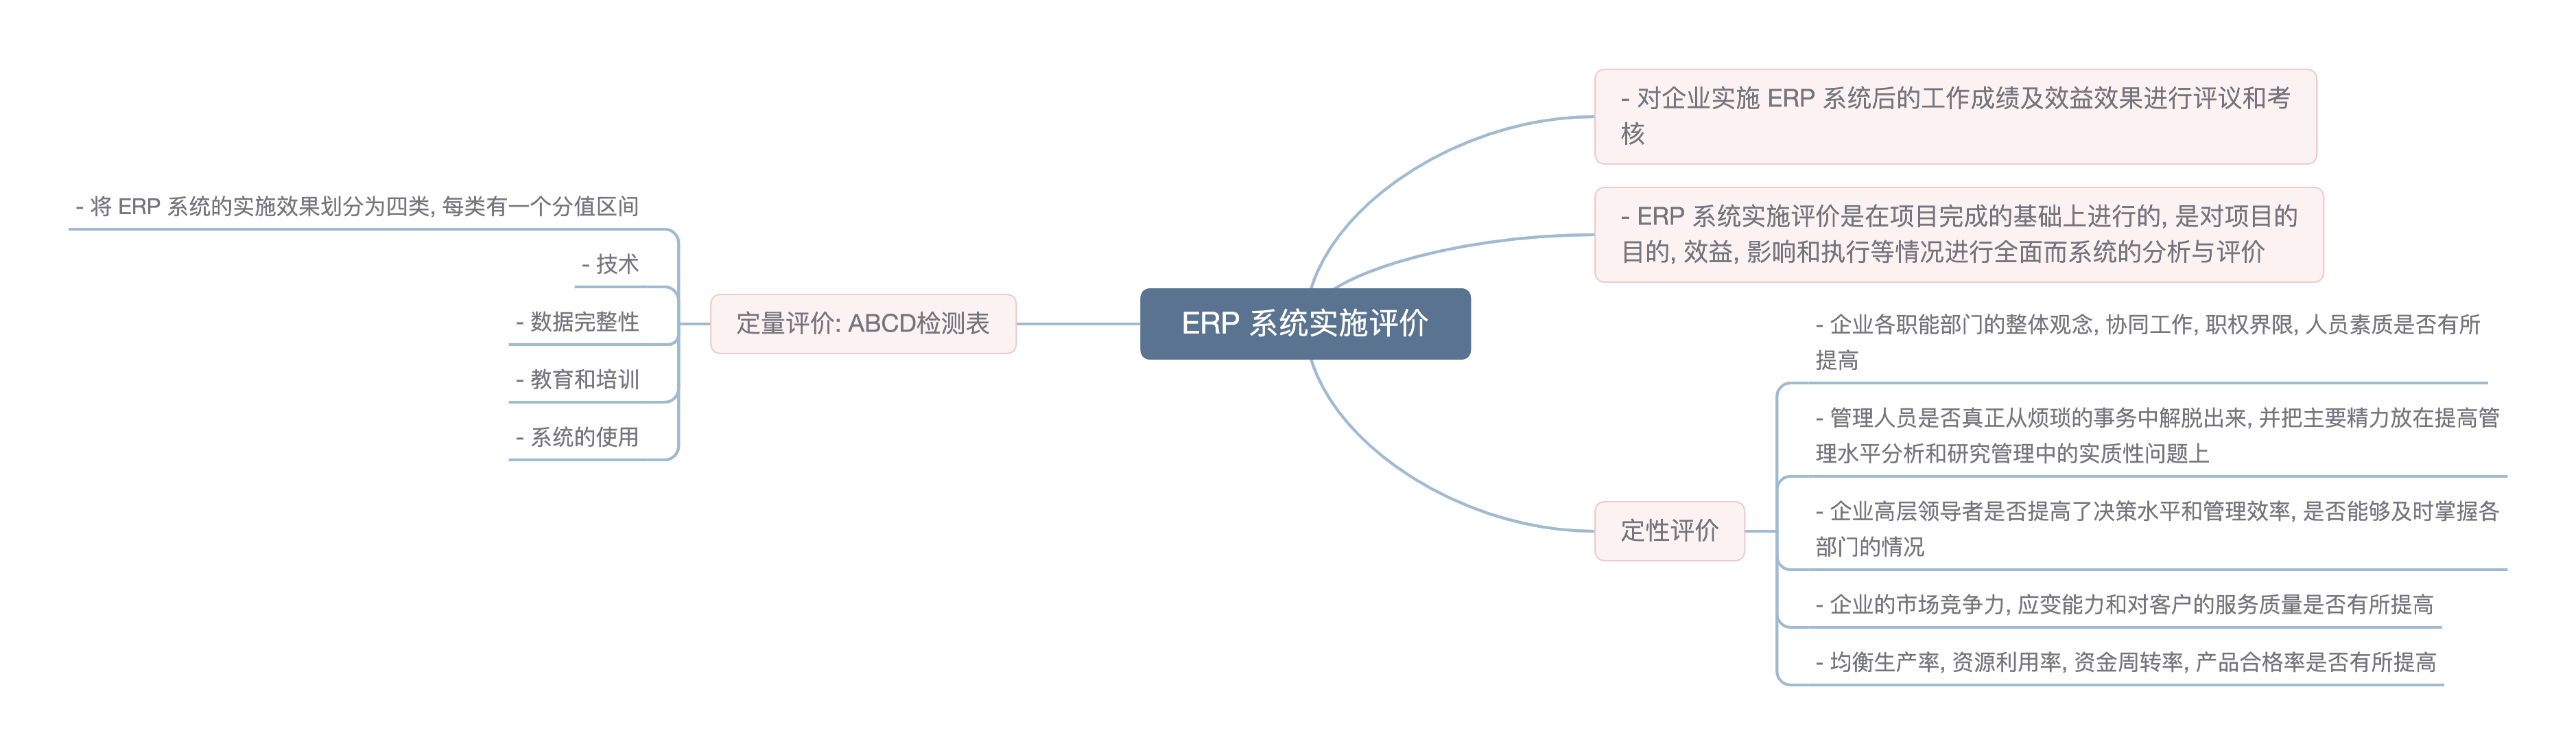 ERP 系统实施评价
- 对企业实施 ERP 系统后的工作成绩及效益效果进行评议和考
核
- ERP 系统实施评价是在项目完成的基础上进行的, 是对项目的
目的, 效益, 影响和执行等情况进行全面而系统的分析与评价
定性评价
- 企业各职能部门的整体观念, 协同工作, 职权界限, 人员素质是否有所
提高
- 管理人员是否真正从烦琐的事务中解脱出来, 并把主要精力放在提高管
理水平分析和研究管理中的实质性问题上
- 企业高层领导者是否提高了决策水平和管理效率, 是否能够及时掌握各
部门的情况
- 企业的市场竞争力, 应变能力和对客户的服务质量是否有所提高
- 均衡生产率, 资源利用率, 资金周转率, 产品合格率是否有所提高
定量评价: ABCD检测表
- 将 ERP 系统的实施效果划分为四类, 每类有一个分值区间
- 技术
- 数据完整性
- 教育和培训
- 系统的使用